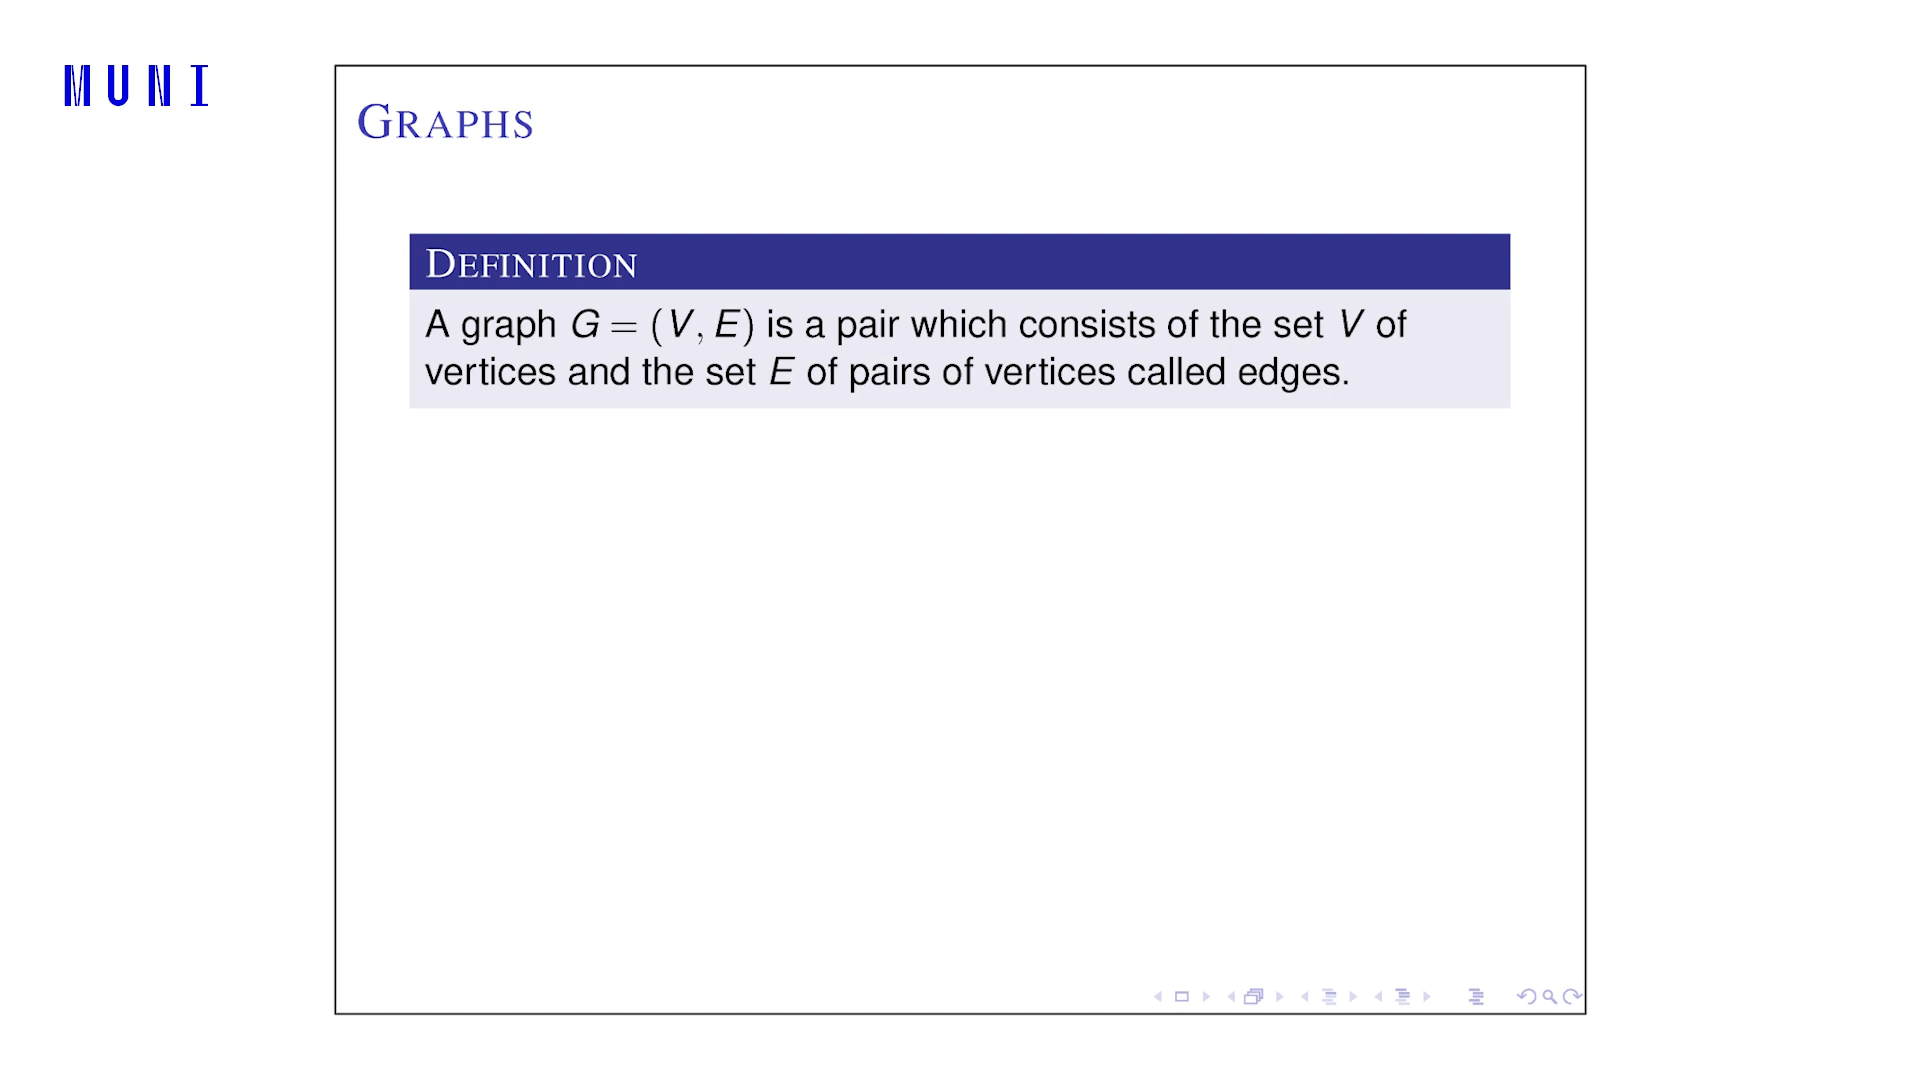 MUNI
GRAPHS
DEFINITION
A graph G = (V, E) is a pair which consists of the set V of
vertices and the set E of pairs of vertices called edges.